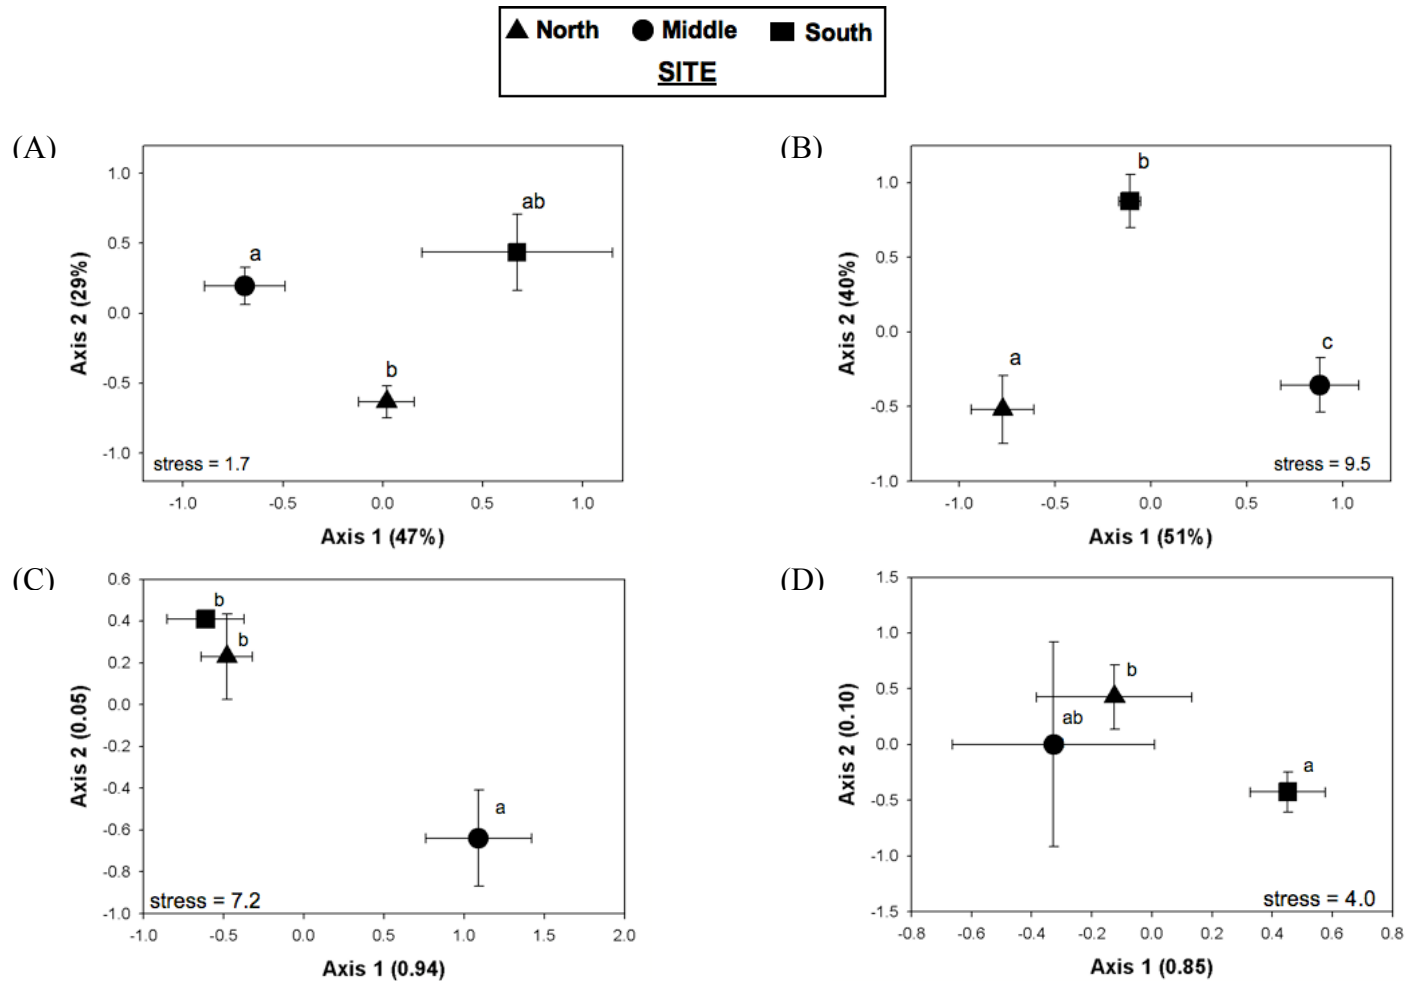 North Middle South
SITE
(A)
1.0
0.5
0.0
-0.5
-1.0
Axis 2 (29%)
a
ab
b
stress = 1.7
-1.0 -0.5 0.0 0.5 1.0
Axis 1 (47%)
(B)
1.0
0.5
0.0
-0.5
-1.0
Axis 2 (40%)
b
a
c
stress = 9.5
-1.0 -0.5 0.0 0.5 1.0
Axis 1 (51%)
(C)
0.6
0.4
0.2
0.0
-0.2
-0.4
-0.6
-0.8
-1.0
Axis 2 (0.05)
b
b
a
stress = 7.2
-1.0 -0.5 0.0 0.5 1.0 1.5 2.0
Axis 1 (0.94)
(D)
1.5
1.0
0.5
0.0
-0.5
-1.0
-1.5
Axis 2 (0.10)
b
ab
a
stress = 4.0
-0.8 -0.6 -0.4 -0.2 0.0 0.2 0.4 0.6 0.8
Axis 1 (0.85)